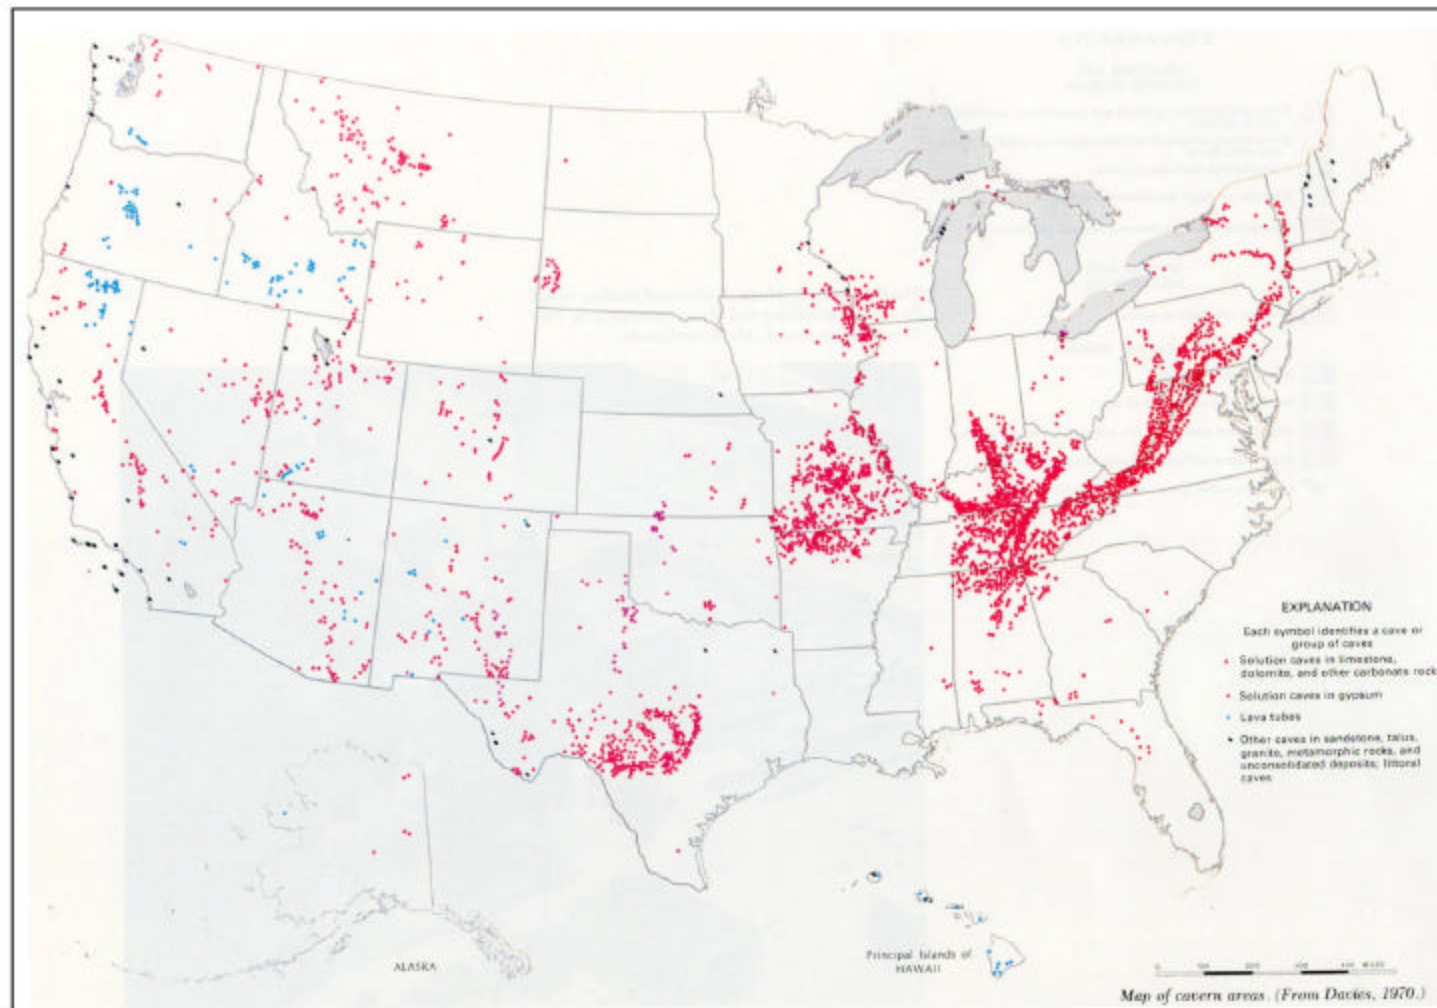 EXPLANATION
Each symbol identifies a cave or
group of caves
Solution caves in limestone,
dolomite, and other carbonate rock
Solution caves in gypsum
Lava tubes
Other caves in sandstone, talus,
granite, metamorphic rocks, and
unconsolidated deposits; littoral
caves
ALASKA
Principal Islands of
HAWAII
0
Map of cavern areas. (From Davies, 1970.)